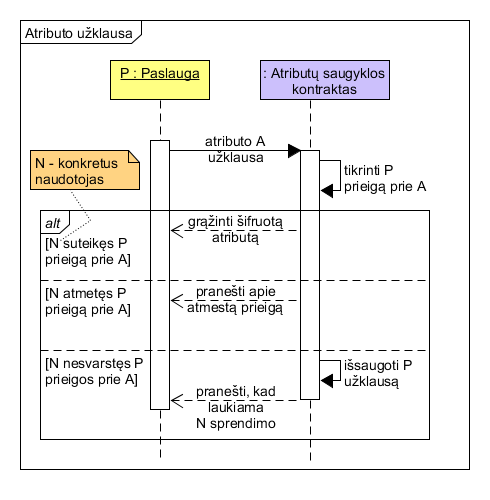 Atributo užklausa
P : Paslauga
: Atributų saugyklos
kontraktas
atributo A
užklausa
N - konkretus
naudotojas
tikrinti P
prieigą prie A
alt
grąžinti šifruotą
atributą
[N suteikęs P
prieigą prie A]
[N atmetęs P
prieigą prie A]
pranešti apie
atmestą prieigą
[N nesvarstęs P
prieigos prie A]
išsaugoti P
užklausą
pranešti, kad
laukiama
N sprendimo